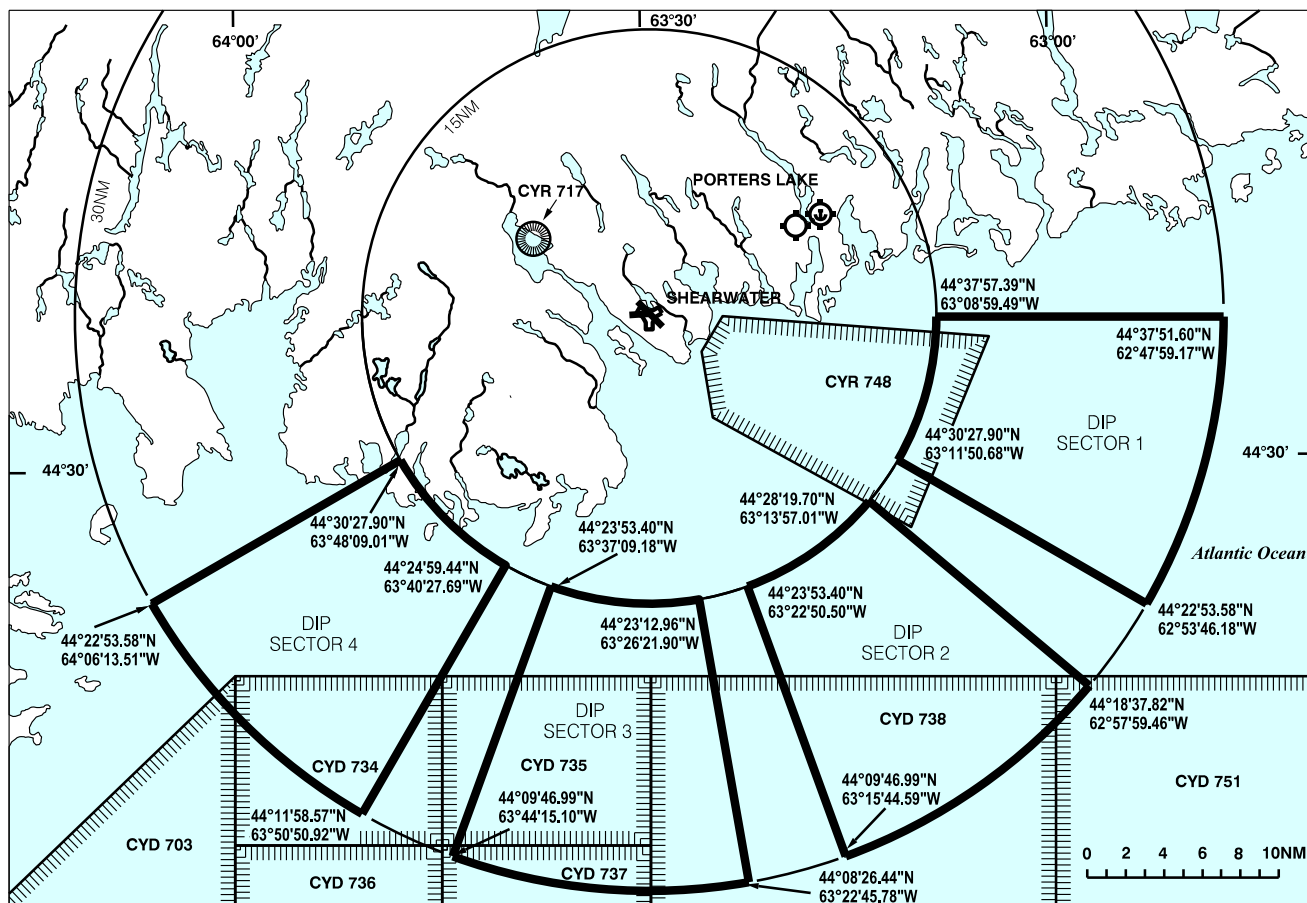 64°00'
63°30'
63°00'
15NM
30NM
CYR 717
PORTERS LAKE
SHEARWATER
44°37'57.39"N
63°08'59.49"W
44°37'51.60"N
62°47'59.17"W
CYR 748
DIP
SECTOR 1
44°30'27.90"N
63°11'50.68"W
44°30'
44°30'
44°28'19.70"N
63°13'57.01"W
44°30'27.90"N
63°48'09.01"W
44°23'53.40"N
63°37'09.18"W
44°24'59.44"N
63°40'27.69"W
Atlantic Ocean
44°23'53.40"N
63°22'50.50"W
44°23'12.96"N
63°26'21.90"W
44°22'53.58"N
62°53'46.18"W
DIP
SECTOR 4
44°22'53.58"N
64°06'13.51"W
DIP
SECTOR 2
44°18'37.82"N
62°57'59.46"W
DIP
SECTOR 3
CYD 738
CYD 734
CYD 735
CYD 751
44°09'46.99"N
63°15'44.59"W
44°09'46.99"N
63°44'15.10"W
44°11'58.57"N
63°50'50.92"W
CYD 703
0 2 4 6 8 10NM
CYD 736
CYD 737
44°08'26.44"N
63°22'45.78"W